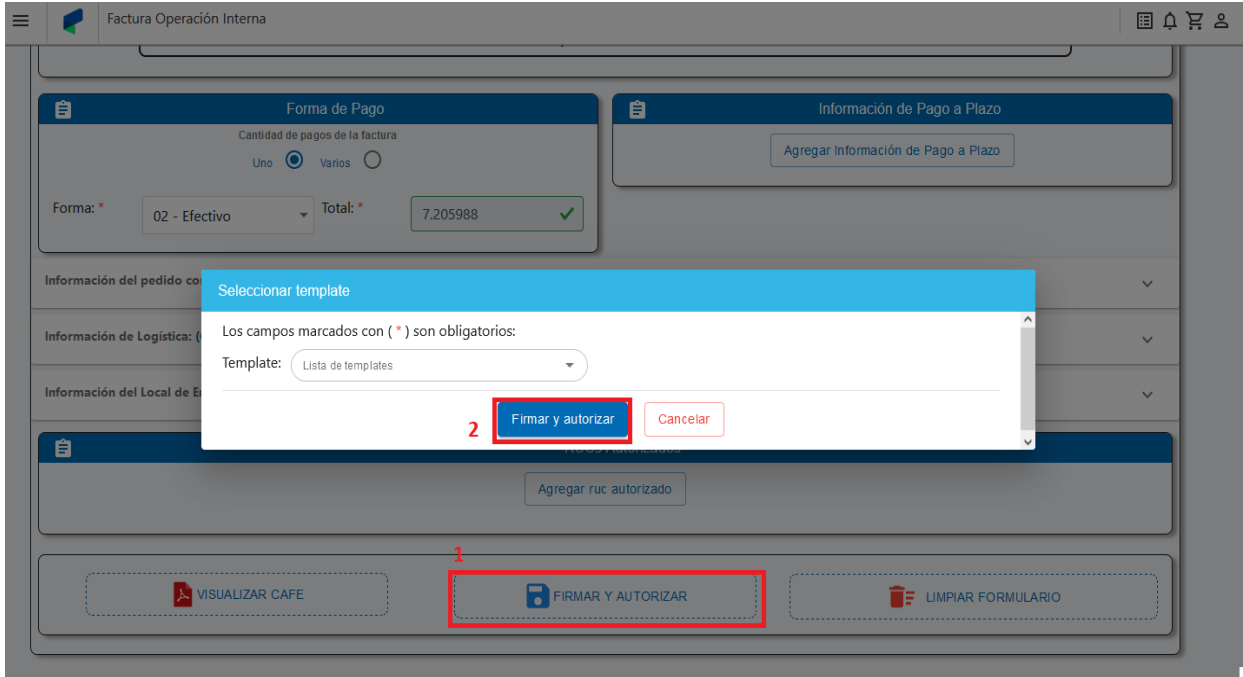 Factura Operación Interna
Forma de Pago
Cantidad de pagos de la factura
Uno
Varios
Forma: *
02 - Efectivo
Total: *
7.205988
Información de Pago a Plazo
Agregar Información de Pago a Plazo
Información del pedido co
Información de Logística: (
Información del Local de E
Seleccionar template
Los campos marcados con ( * ) son obligatorios:
Template:
Lista de templates
2
Firmar y autorizar
Cancelar
Agregar ruc autorizado
1
VISUALIZAR CAFE
FIRMAR Y AUTORIZAR
LIMPIAR FORMULARIO